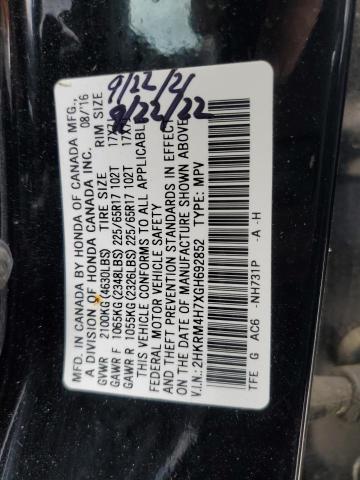 9/22/21
9/22/22
MFD. IN CANADA BY HONDA OF CANADA MFG.,
A DIVISION OF HONDA CANADA INC. 08/'16
GVWR 2100KG (4630LBS) TIRE SIZE RIM SIZE
GAWR F 1065KG (2348LBS) 225/65R17 102T 17X7
GAWR R 1055KG (2326LBS) 225/65R17 102T 17X7
THIS VEHICLE CONFORMS TO ALL APPLICABLE
FEDERAL MOTOR VEHICLE SAFETY
AND THEFT PREVENTION STANDARDS IN EFFECT
ON THE DATE OF MANUFACTURE SHOWN ABOVE.
V.I.N.: 2HKRM4H7XGH692852 TYPE: MPV
TFE G AC6 -NH731P -A -H